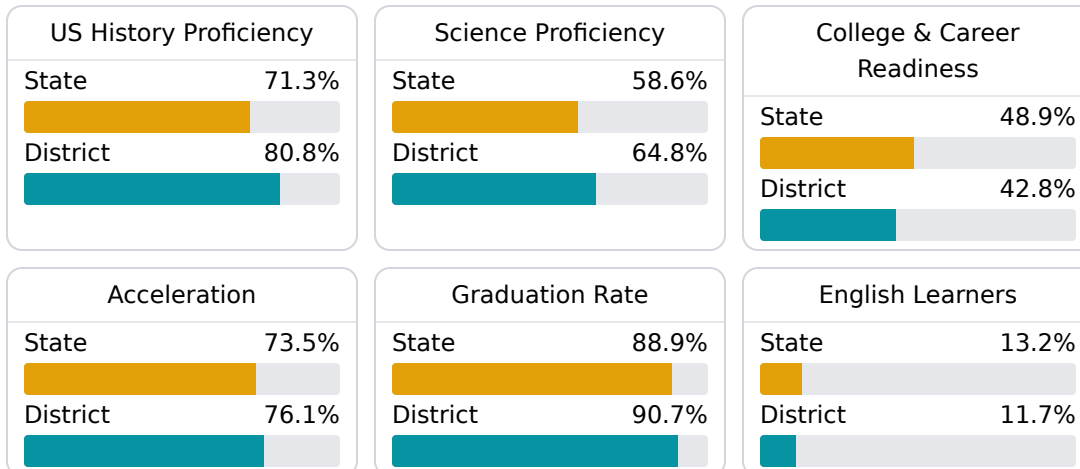 US History Proficiency
State 71.3%
District 80.8%
Science Proficiency
State 58.6%
District 64.8%
College & Career
Readiness
State 48.9%
District 42.8%
Acceleration
State 73.5%
District 76.1%
Graduation Rate
State 88.9%
District 90.7%
English Learners
State 13.2%
District 11.7%